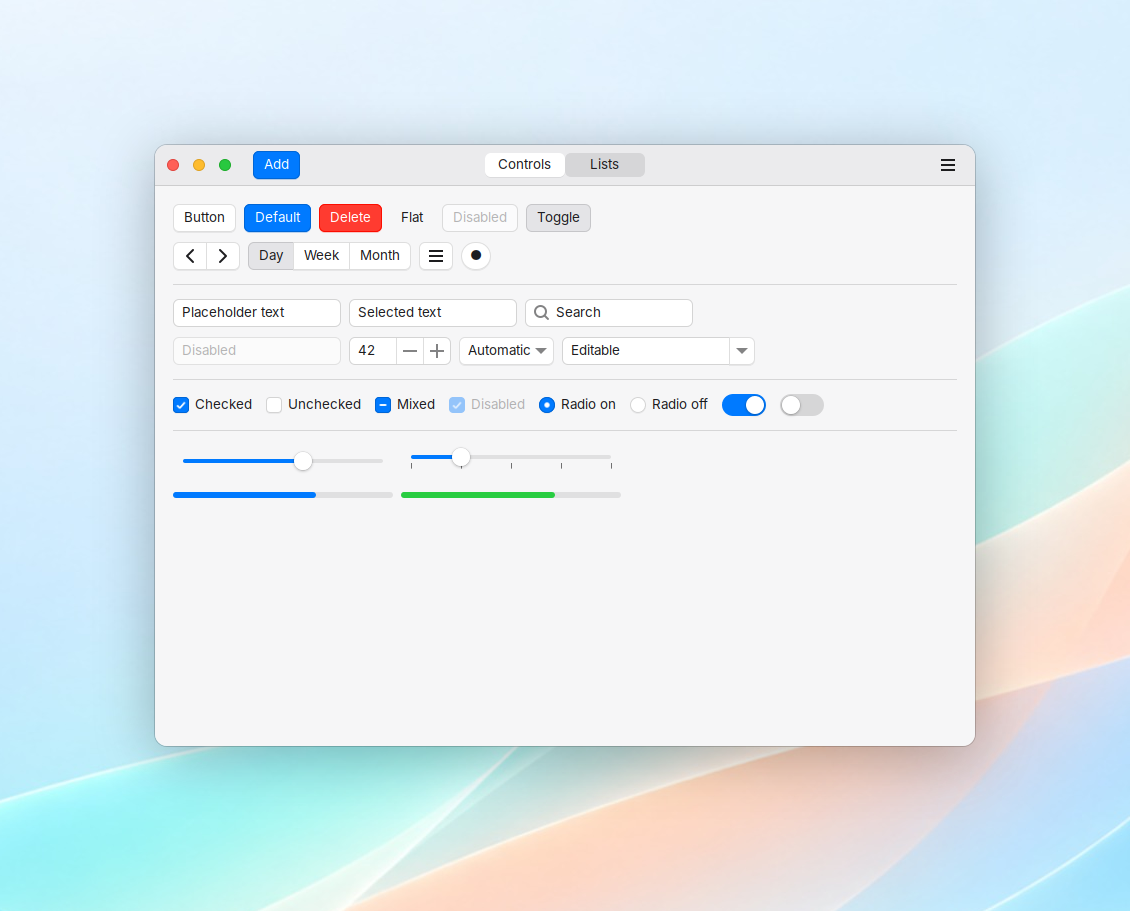 Add Controls Lists
Button Default Delete Flat Disabled Toggle
Day Week Month
Placeholder text Selected text Search
Disabled 42 Automatic Editable
Checked Unchecked Mixed Disabled Radio on Radio off